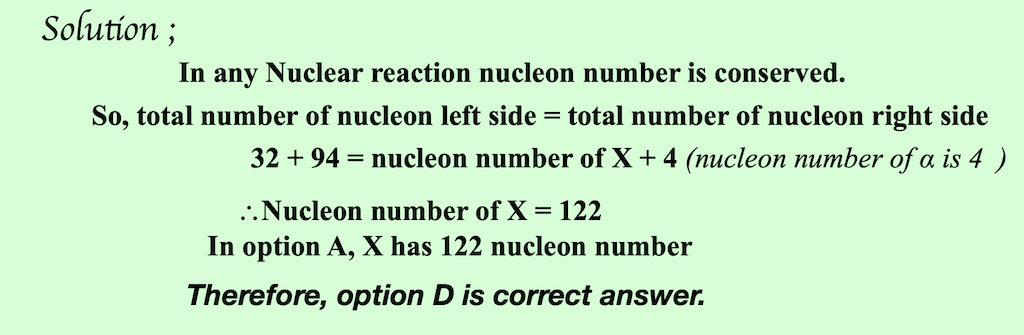 Solution ;
In any Nuclear reaction nucleon number is conserved.
So, total number of nucleon left side = total number of nucleon right side
32 + 94 = nucleon number of X + 4 (nucleon number of α is 4 )
∴Nucleon number of X = 122
In option A, X has 122 nucleon number
Therefore, option D is correct answer.